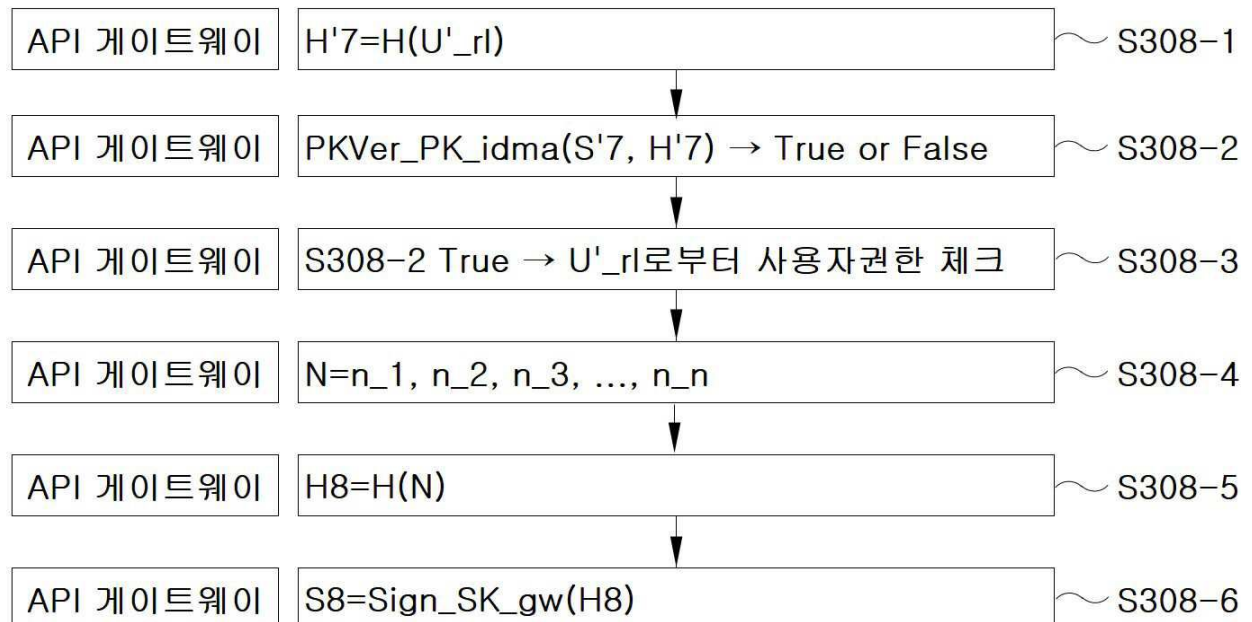 API 게이트웨이 H'7=H(U'_rl) S308-1
API 게이트웨이 PKVer_PK_idma(S'7, H'7) → True or False S308-2
API 게이트웨이 S308-2 True → U'_rl로부터 사용자권한 체크 S308-3
API 게이트웨이 N=n_1, n_2, n_3, ..., n_n S308-4
API 게이트웨이 H8=H(N) S308-5
API 게이트웨이 S8=Sign_SK_gw(H8) S308-6